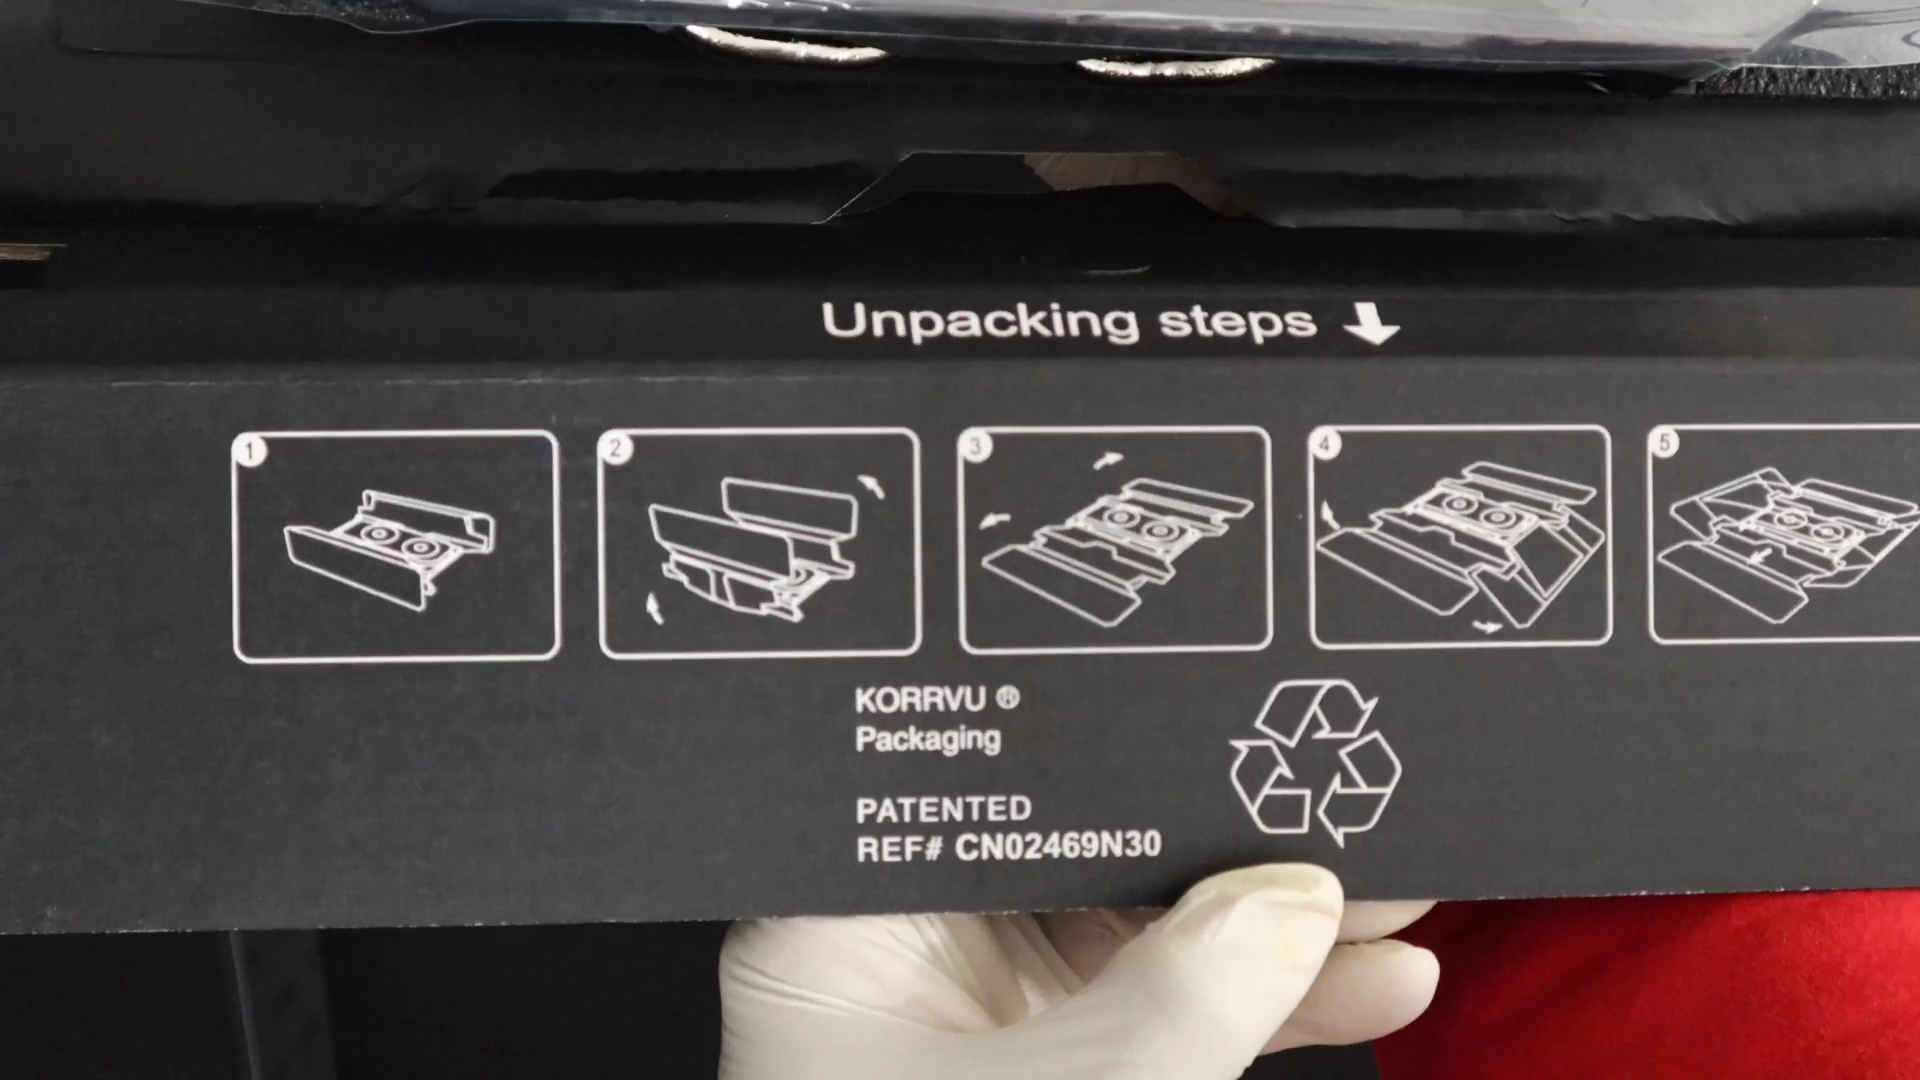 Unpacking steps
1
2
3
4
5
KORRVU ®
Packaging
PATENTED
REF# CN02469N30